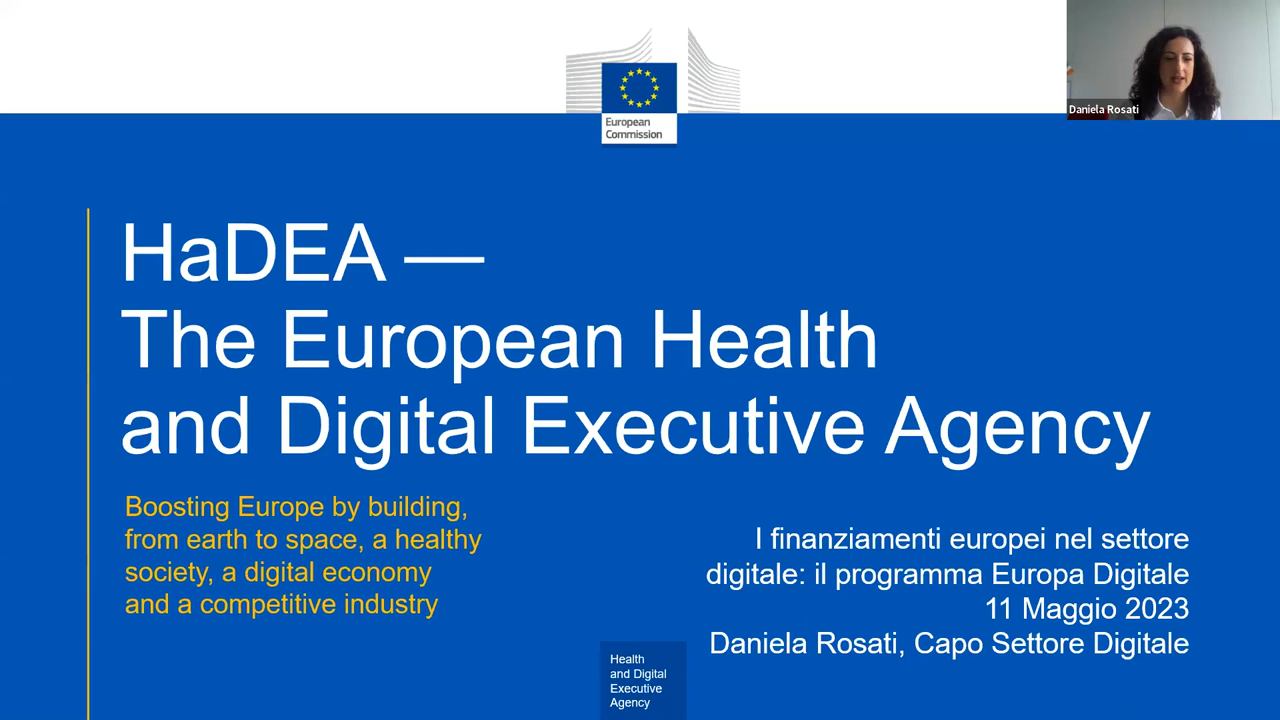 European
Commission
Daniela Rosati
HaDEA —
The European Health
and Digital Executive Agency
Boosting Europe by building,
from earth to space, a healthy
society, a digital economy
and a competitive industry
I finanziamenti europei nel settore
digitale: il programma Europa Digitale
11 Maggio 2023
Daniela Rosati, Capo Settore Digitale
Health
and Digital
Executive
Agency